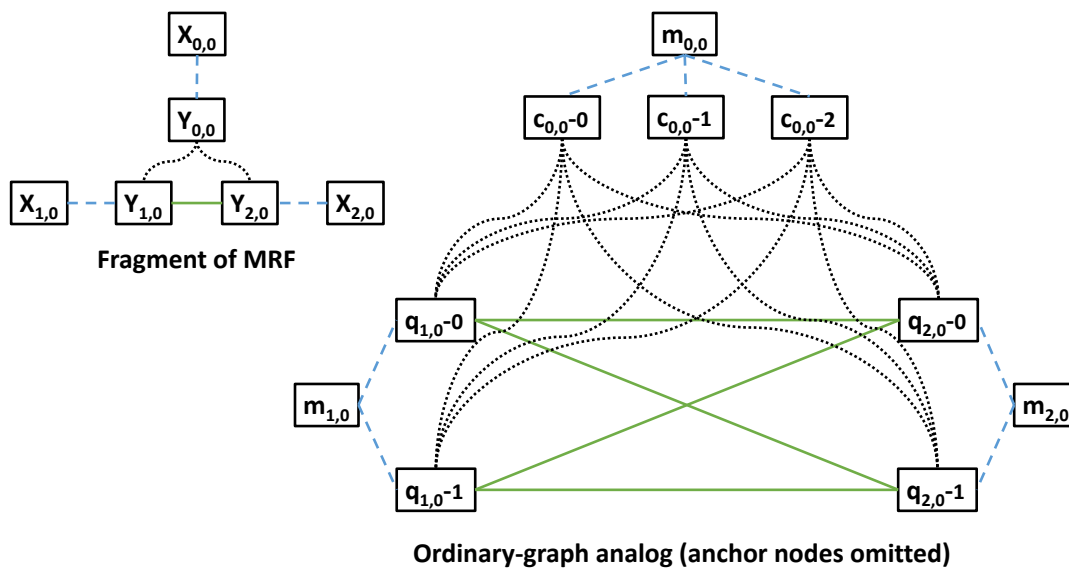 X0,0
Y0,0
X1,0 Y1,0 Y2,0 X2,0
Fragment of MRF
m0,0
c0,0-0 c0,0-1 c0,0-2
q1,0-0 q2,0-0
m1,0 m2,0
q1,0-1 q2,0-1
Ordinary-graph analog (anchor nodes omitted)